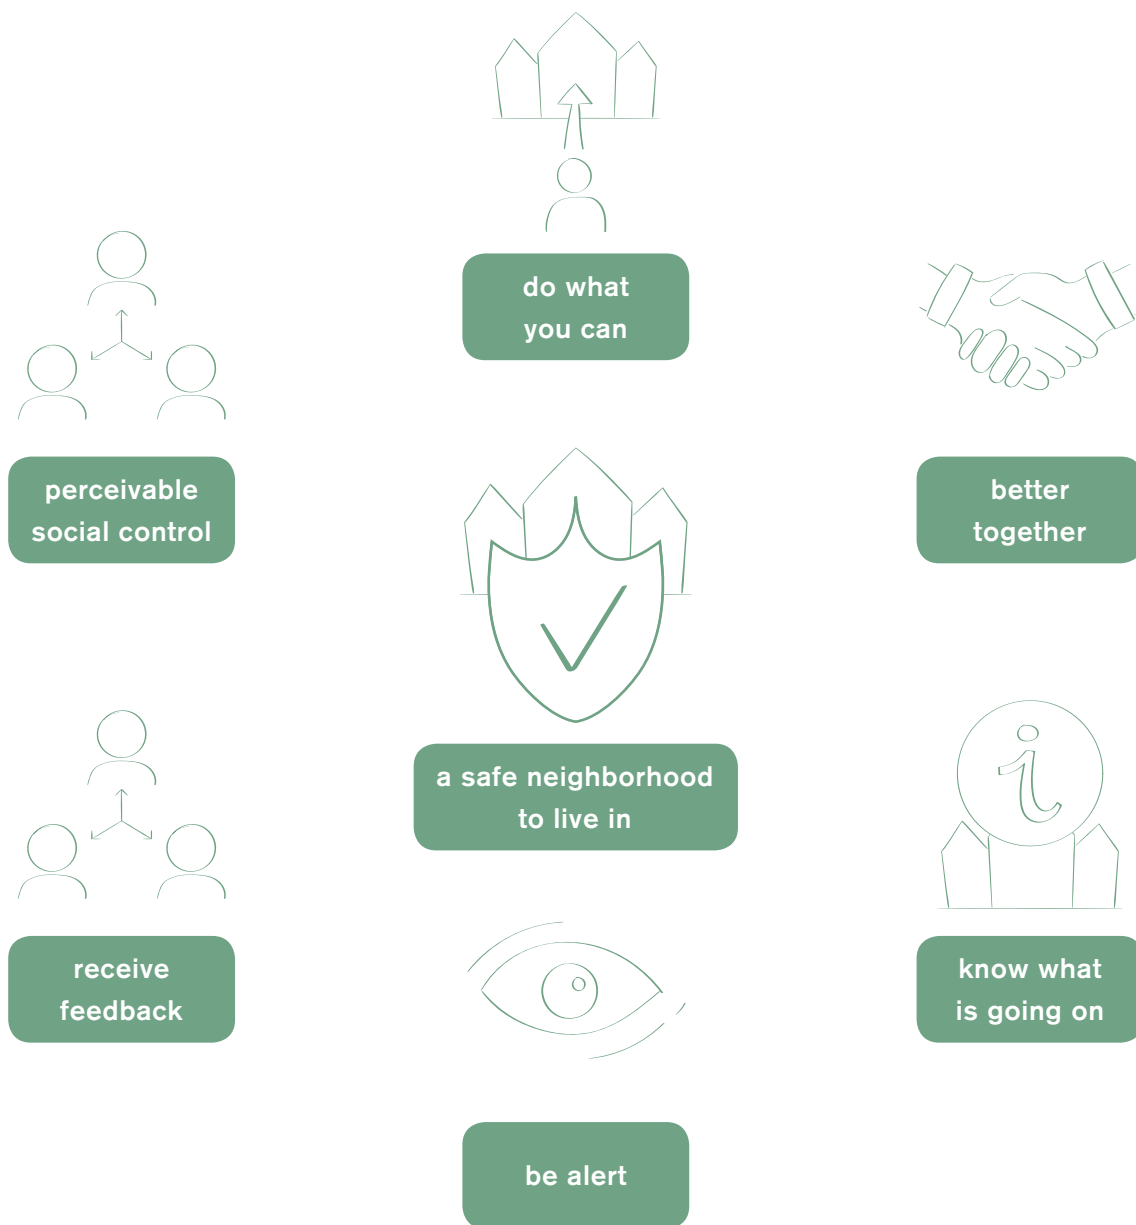 do what
you can
perceivable
social control
better
together
a safe neighborhood
to live in
receive
feedback
know what
is going on
be alert